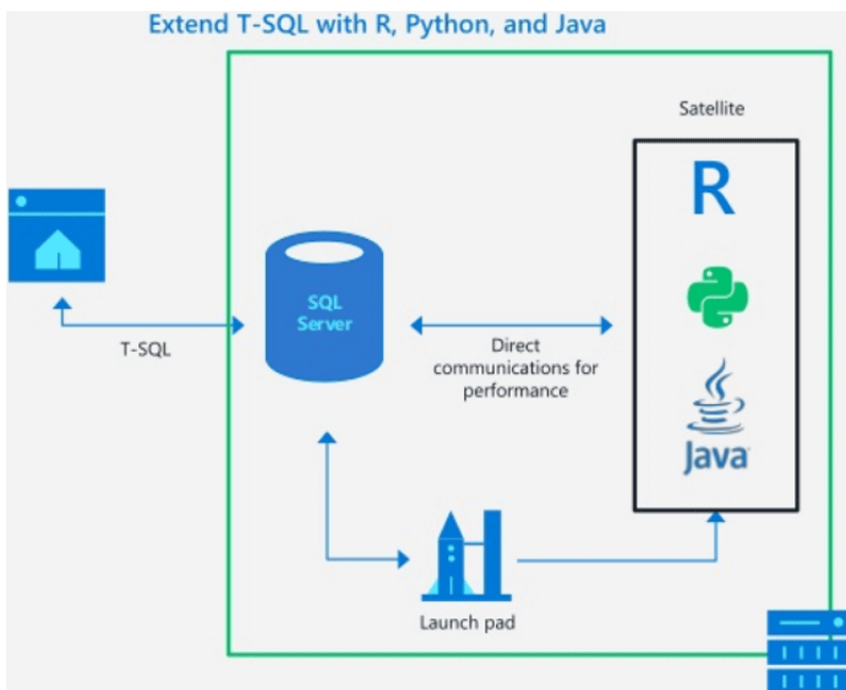 Extend T-SQL with R, Python, and Java
Satellite
R
SQL
Server
T-SQL
Direct
communications for
performance
Java
Launch pad